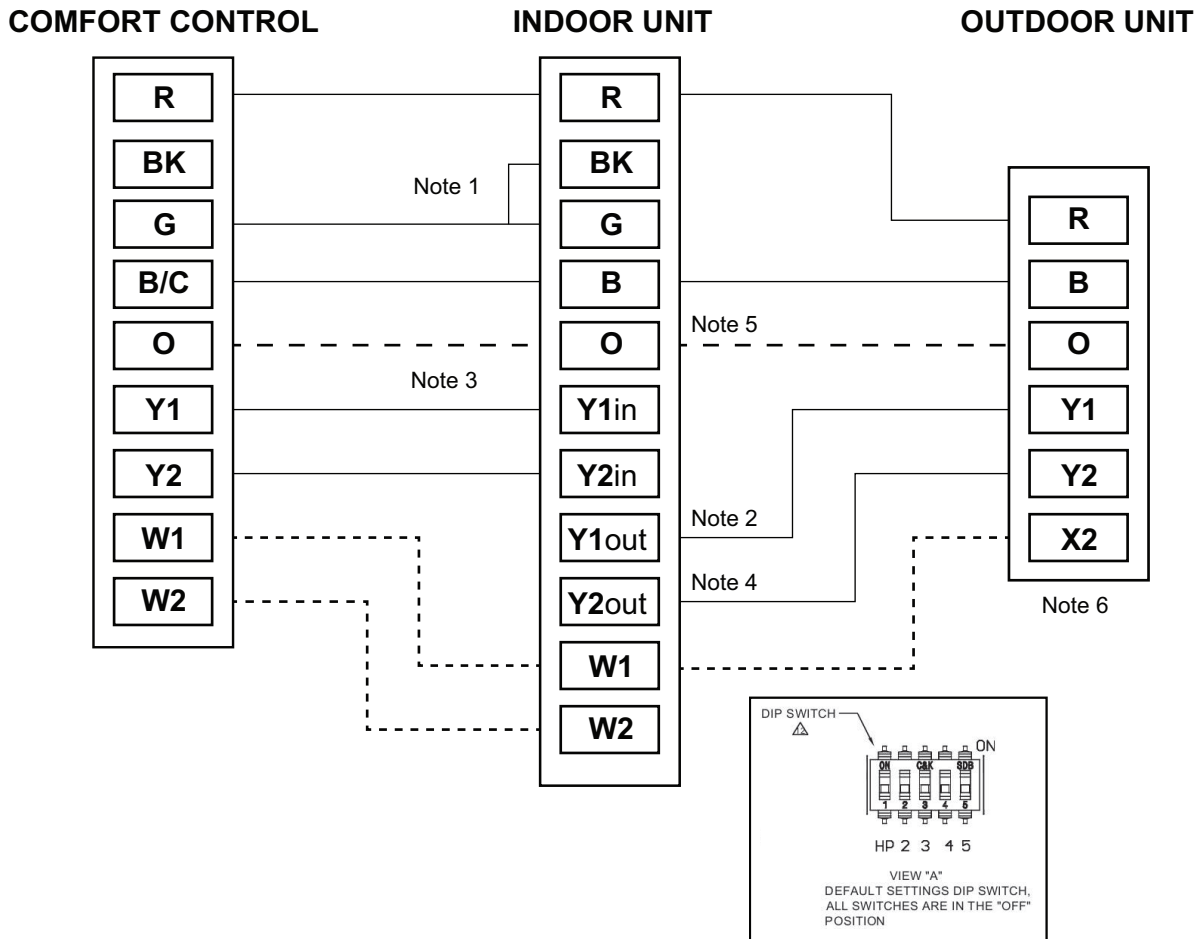 COMFORT CONTROL
INDOOR UNIT
OUTDOOR UNIT
R
BK
G
B/C
O
Y1
Y2
W1
W2
Note 1
Note 3
R
BK
G
B
O
Y1in
Y2in
Y1out
Y2out
W1
W2
Note 5
Note 2
Note 4
R
B
O
Y1
Y2
X2
Note 6
DIP SWITCH
12
ON
ON C&K SDB
1 2 3 4 5
HP 2 3 4 5
VIEW "A"
DEFAULT SETTINGS DIP SWITCH,
ALL SWITCHES ARE IN THE "OFF"
POSITION